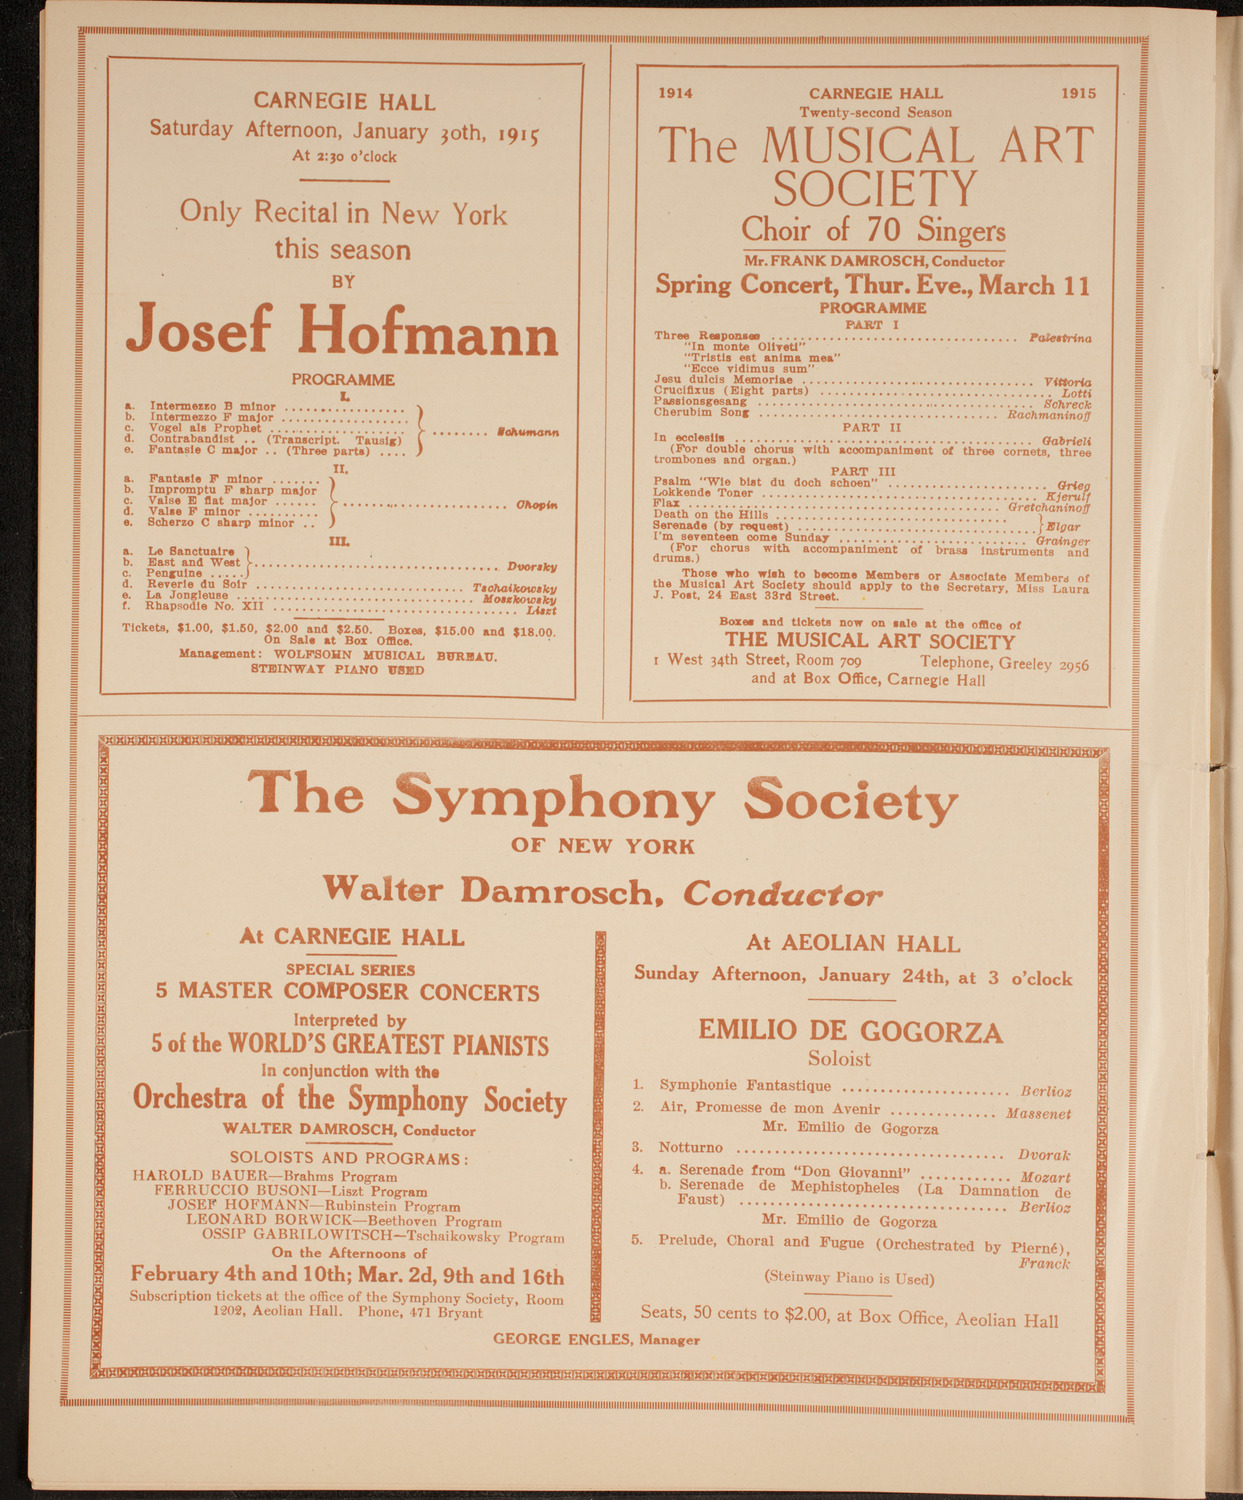 CARNEGIE HALL
Saturday Afternoon, January 30th, 1915
At 2:30 o'clock
Only Recital in New York
this season
BY
Josef Hofmann
PROGRAMME
I.
a. Intermezzo B minor
b. Intermezzo F major
c. Vogel als Prophet
d. Contrabandist .. (Transcript. Tausig)
e. Fantasie C major .. (Three parts) .... Schumann
II.
a. Fantasie F minor
b. Impromptu F sharp major
c. Valse E flat major
d. Valse F minor
e. Scherzo C sharp minor .. Chopin
III.
a. Le Sanctuaire
b. East and West
c. Penguine ..... Dvorsky
d. Reverie du Soir ..... Tschaikowsky
e. La Jongleuse ..... Moszkowsky
f. Rhapsodie No. XII ..... Liszt
Tickets, $1.00, $1.50, $2.00 and $2.50. Boxes, $15.00 and $18.00.
On Sale at Box Office.
Management: WOLFSOHN MUSICAL BUREAU.
STEINWAY PIANO USED
1914 CARNEGIE HALL 1915
Twenty-second Season
The MUSICAL ART
SOCIETY
Choir of 70 Singers
Mr. FRANK DAMROSCH, Conductor
Spring Concert, Thur. Eve., March 11
PROGRAMME
PART I
Three Responses ..... Palestrina
"In monte Oliveti"
"Tristis est anima mea"
"Ecce vidimus sum"
Jesu dulcis Memoriae ..... Vittoria
Crucifixus (Eight parts) ..... Lotti
Passionsgesang ..... Schreck
Cherubim Song ..... Rachmaninoff
PART II
In ecclesiis ..... Gabrieli
(For double chorus with accompaniment of three cornets, three
trombones and organ.)
PART III
Psalm "Wie bist du doch schoen" ..... Grieg
Lokkende Toner ..... Kjerulf
Flax ..... Gretchaninoff
Death on the Hills
Serenade (by request) ..... Elgar
I'm seventeen come Sunday ..... Grainger
(For chorus with accompaniment of brass instruments and
drums.)
Those who wish to become Members or Associate Members of
the Musical Art Society should apply to the Secretary, Miss Laura
J. Post, 24 East 33rd Street.
Boxes and tickets now on sale at the office of
THE MUSICAL ART SOCIETY
1 West 34th Street, Room 709 Telephone, Greeley 2956
and at Box Office, Carnegie Hall
The Symphony Society
OF NEW YORK
Walter Damrosch, Conductor
At CARNEGIE HALL
SPECIAL SERIES
5 MASTER COMPOSER CONCERTS
Interpreted by
5 of the WORLD'S GREATEST PIANISTS
In conjunction with the
Orchestra of the Symphony Society
WALTER DAMROSCH, Conductor
SOLOISTS AND PROGRAMS:
HAROLD BAUER—Brahms Program
FERRUCCIO BUSONI—Liszt Program
JOSEF HOFMANN—Rubinstein Program
LEONARD BORWICK—Beethoven Program
OSSIP GABRILOWITSCH—Tschaikowsky Program
On the Afternoons of
February 4th and 10th; Mar. 2d, 9th and 16th
Subscription tickets at the office of the Symphony Society, Room
1202, Aeolian Hall. Phone, 471 Bryant
At AEOLIAN HALL
Sunday Afternoon, January 24th, at 3 o'clock
EMILIO DE GOGORZA
Soloist
1. Symphonie Fantastique ..... Berlioz
2. Air, Promesse de mon Avenir ..... Massenet
Mr. Emilio de Gogorza
3. Notturno ..... Dvorak
4. a. Serenade from "Don Giovanni" ..... Mozart
b. Serenade de Mephistopheles (La Damnation de
Faust) ..... Berlioz
Mr. Emilio de Gogorza
5. Prelude, Choral and Fugue (Orchestrated by Pierné),
Franck
(Steinway Piano is Used)
Seats, 50 cents to $2.00, at Box Office, Aeolian Hall
GEORGE ENGLES, Manager